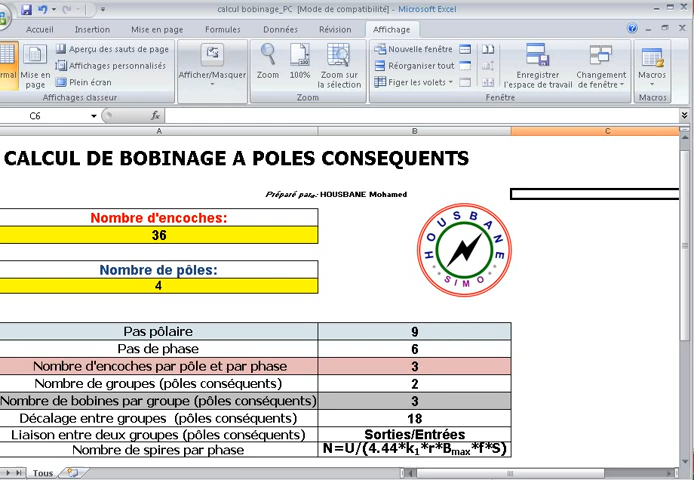 calcul bobinage_PC [Mode de compatibilité] - Microsoft Excel
Accueil Insertion Mise en page Formules Données Révision Affichage
Mise en page
Aperçu des sauts de page
Affichages personnalisés
Plein écran
Affichages classeur
Afficher/Masquer
Zoom
100%
Zoom sur la sélection
Zoom
Nouvelle fenêtre
Réorganiser tout
Figer les volets
Enregistrer l'espace de travail
Changement de fenêtre
Fenêtre
Macros
Macros
C6
fx
A B C
CALCUL DE BOBINAGE A POLES CONSEQUENTS
Préparé par : HOUSBANE Mohamed
HOUSBANE
SIMO
Nombre d'encoches:
36
Nombre de pôles:
4
Pas pôlaire 9
Pas de phase 6
Nombre d'encoches par pôle et par phase 3
Nombre de groupes (pôles conséquents) 2
Nombre de bobines par groupe (pôles conséquents) 3
Décalage entre groupes (pôles conséquents) 18
Liaison entre deux groupes (pôles conséquents) Sorties/Entrées
Nombre de spires par phase N=U/(4.44*k1*r*Bmax*f*S)
Tous